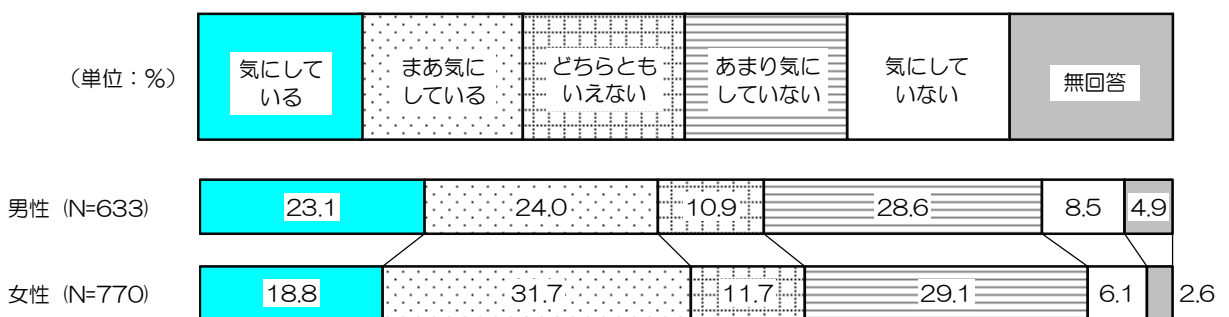 （単位：％）
気にして
いる
まあ気に
している
どちらとも
いえない
あまり気に
していない
気にして
いない
無回答
男性 (N=633)
23.1
24.0
10.9
28.6
8.5
4.9
女性 (N=770)
18.8
31.7
11.7
29.1
6.1
2.6